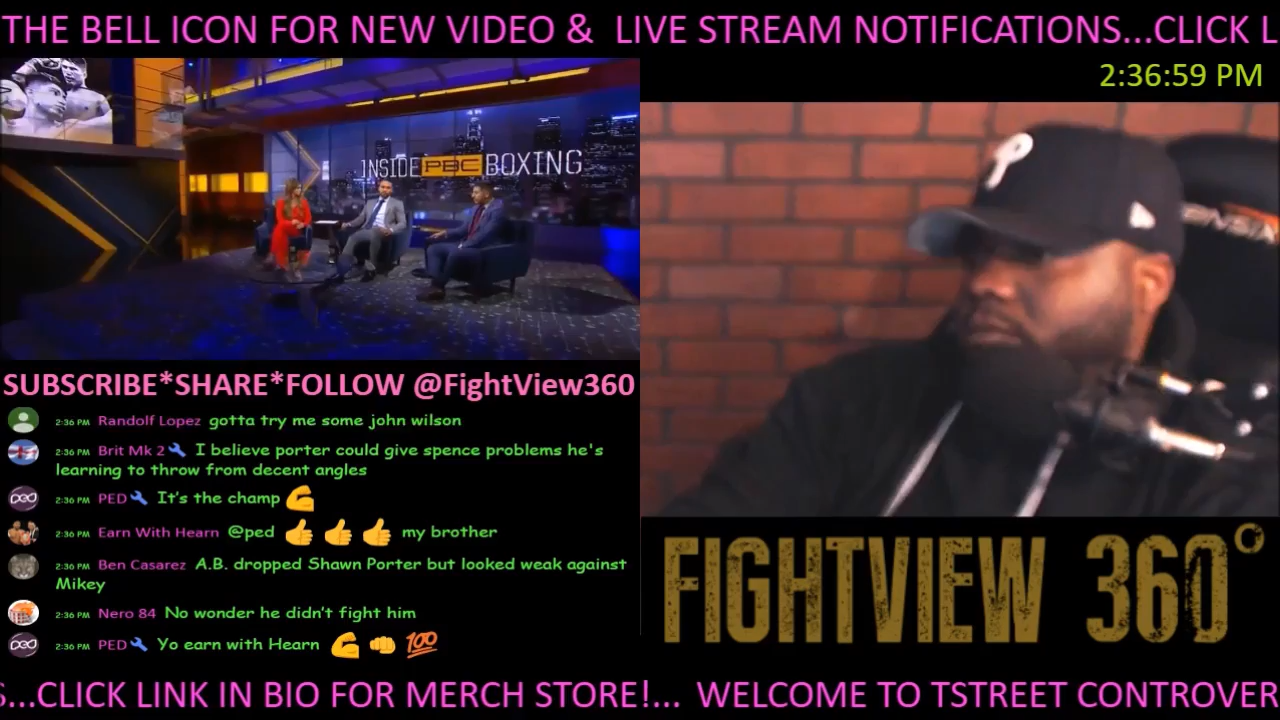 THE BELL ICON FOR NEW VIDEO & LIVE STREAM NOTIFICATIONS...CLICK L
2:36:59 PM
INSIDE PBC BOXING
P
SUBSCRIBE*SHARE*FOLLOW @FightView360
2:36 PM Randolf Lopez gotta try me some john wilson
2:36 PM Brit Mk 2🔧 I believe porter could give spence problems he's
learning to throw from decent angles
ped 2:36 PM PED🔧 It's the champ 💪
2:36 PM Earn With Hearn @ped 👍 👍 👍 my brother
2:36 PM Ben Casarez A.B. dropped Shawn Porter but looked weak against
Mikey
2:36 PM Nero 84 No wonder he didn't fight him
ped 2:36 PM PED🔧 Yo earn with Hearn 💪 👊 💯
FIGHTVIEW 360°
S...CLICK LINK IN BIO FOR MERCH STORE!... WELCOME TO TSTREET CONTROVER